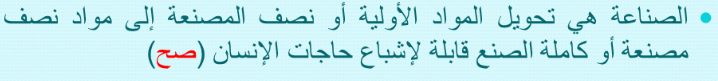 • الصناعة هي تحويل المواد الأولية أو نصف المصنعة إلى مواد نصف
مصنعة أو كاملة الصنع قابلة لإشباع حاجات الإنسان (صح)